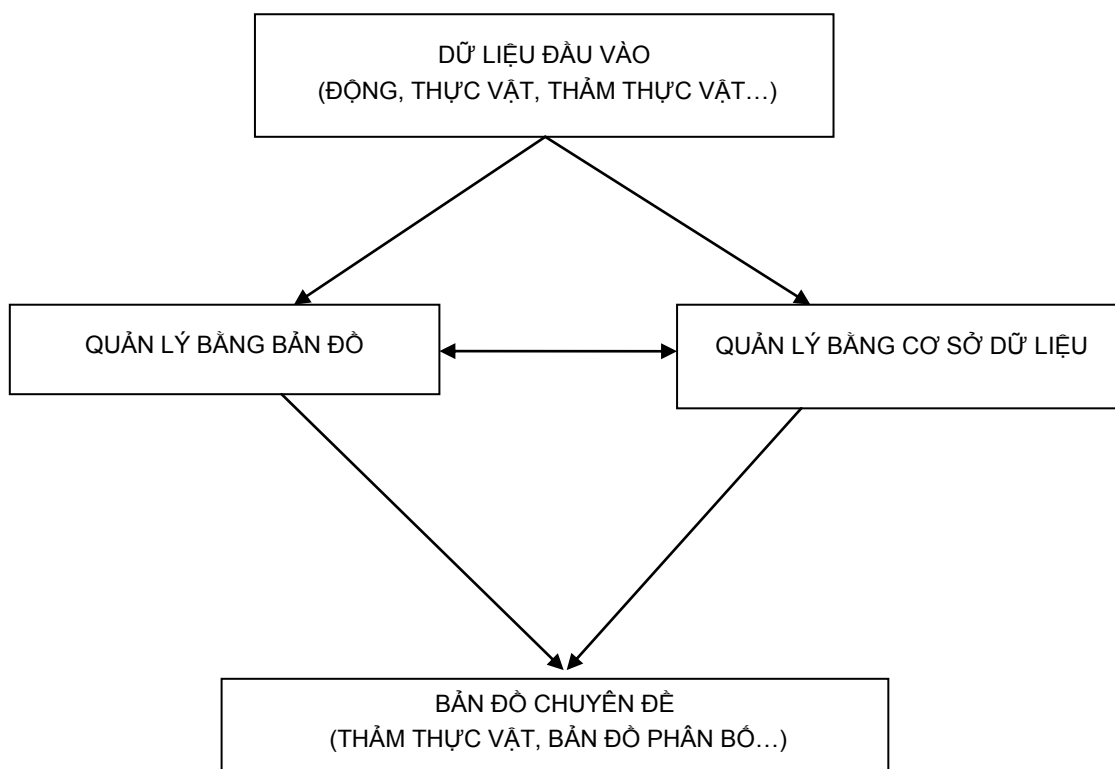 DỮ LIỆU ĐẦU VÀO
(ĐỘNG, THỰC VẬT, THẢM THỰC VẬT…)
QUẢN LÝ BẰNG BẢN ĐỒ
QUẢN LÝ BẰNG CƠ SỞ DỮ LIỆU
BẢN ĐỒ CHUYÊN ĐỀ
(THẢM THỰC VẬT, BẢN ĐỒ PHÂN BỐ…)